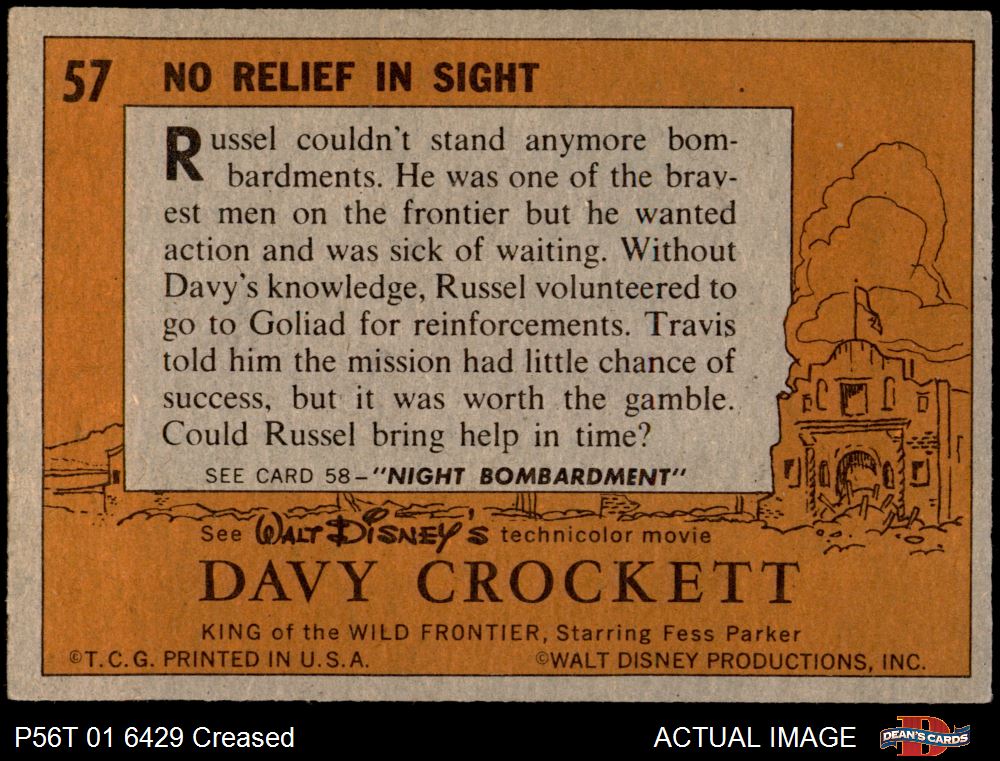 57 NO RELIEF IN SIGHT
Russel couldn't stand anymore bom-
bardments. He was one of the brav-
est men on the frontier but he wanted
action and was sick of waiting. Without
Davy's knowledge, Russel volunteered to
go to Goliad for reinforcements. Travis
told him the mission had little chance of
success, but it was worth the gamble.
Could Russel bring help in time?
SEE CARD 58-"NIGHT BOMBARDMENT"
See WALT DISNEY'S technicolor movie
DAVY CROCKETT
KING of the WILD FRONTIER, Starring Fess Parker
©T.C.G. PRINTED IN U.S.A. ©WALT DISNEY PRODUCTIONS, INC.
P56T 01 6429 Creased ACTUAL IMAGE D DEAN'S CARDS